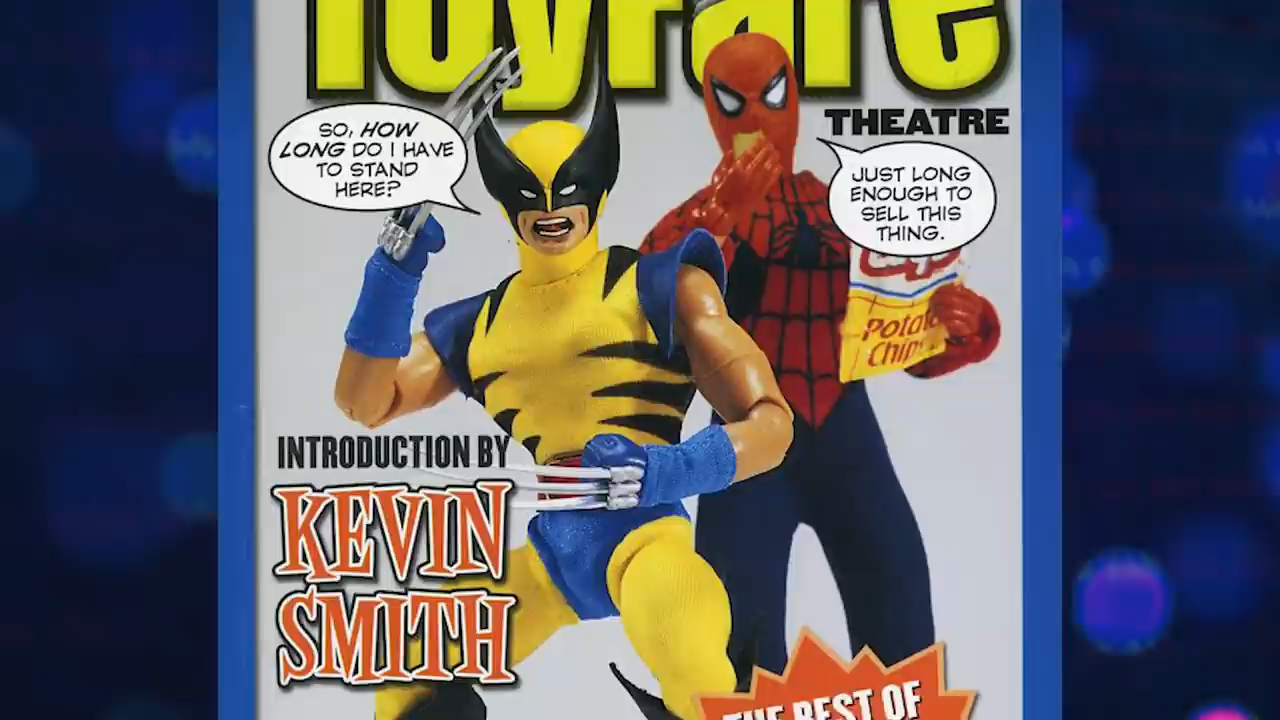 ToyFare
THEATRE
SO, HOW
LONG DO I HAVE
TO STAND
HERE?
JUST LONG
ENOUGH TO
SELL THIS
THING.
Potato
Chips
INTRODUCTION BY
KEVIN
SMITH
THE BEST OF